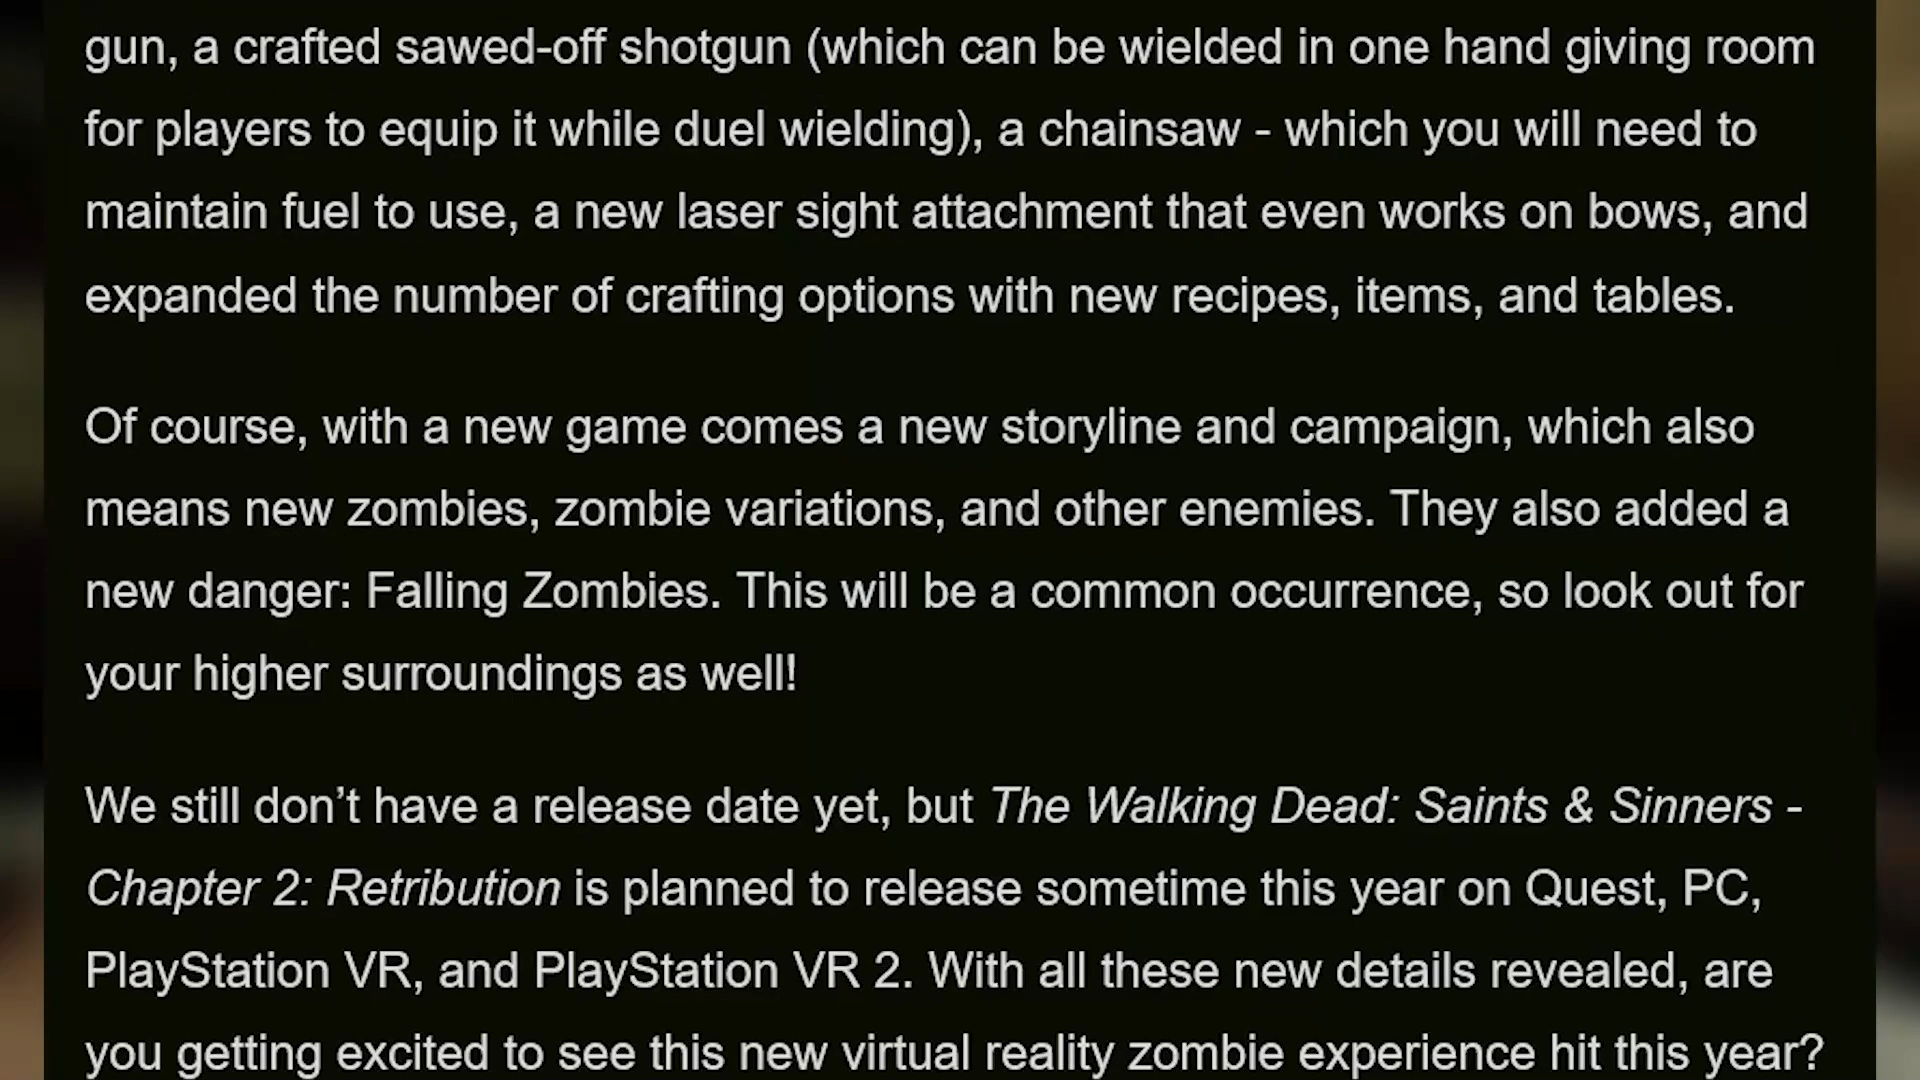 gun, a crafted sawed-off shotgun (which can be wielded in one hand giving room
for players to equip it while duel wielding), a chainsaw - which you will need to
maintain fuel to use, a new laser sight attachment that even works on bows, and
expanded the number of crafting options with new recipes, items, and tables.
Of course, with a new game comes a new storyline and campaign, which also
means new zombies, zombie variations, and other enemies. They also added a
new danger: Falling Zombies. This will be a common occurrence, so look out for
your higher surroundings as well!
We still don’t have a release date yet, but The Walking Dead: Saints & Sinners -
Chapter 2: Retribution is planned to release sometime this year on Quest, PC,
PlayStation VR, and PlayStation VR 2. With all these new details revealed, are
you getting excited to see this new virtual reality zombie experience hit this year?